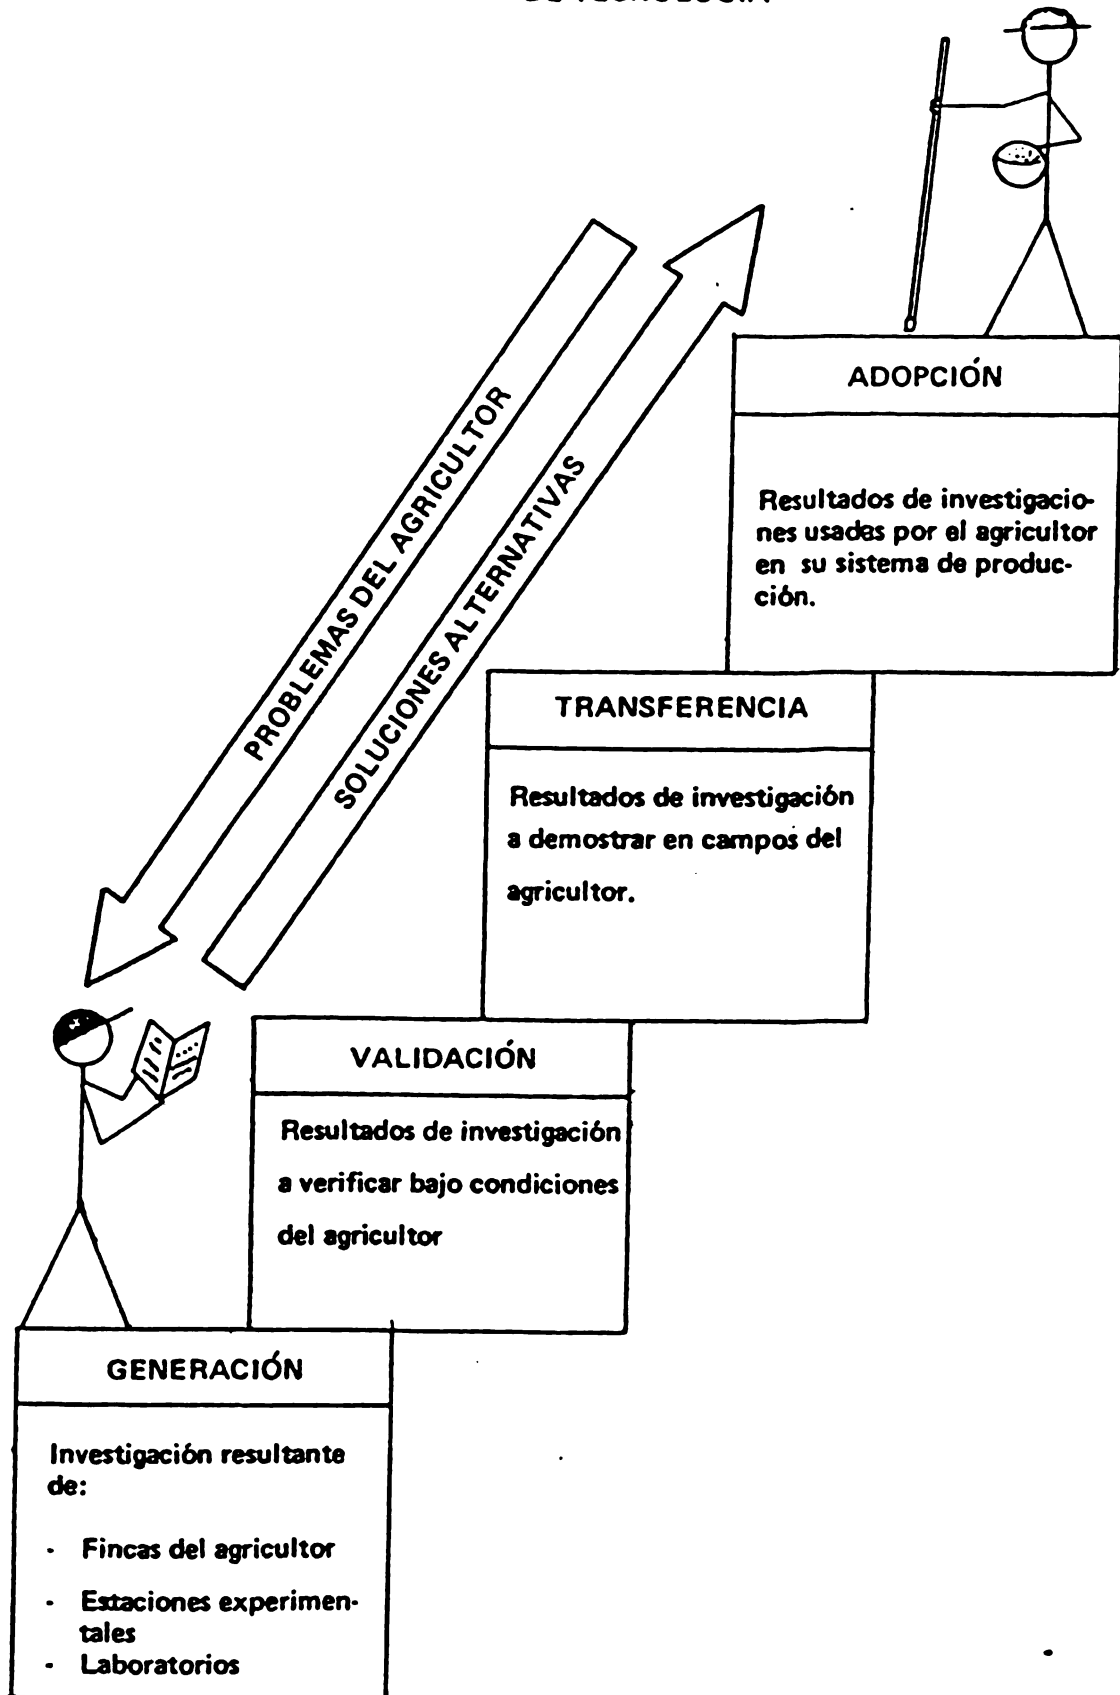 DE TECNOLOGÍA
ADOPCIÓN
Resultados de investigacio-
nes usadas por el agricultor
en su sistema de produc-
ción.
PROBLEMAS DEL AGRICULTOR
SOLUCIONES ALTERNATIVAS
TRANSFERENCIA
Resultados de investigación
a demostrar en campos del
agricultor.
VALIDACIÓN
Resultados de investigación
a verificar bajo condiciones
del agricultor
GENERACIÓN
Investigación resultante
de:
- Fincas del agricultor
- Estaciones experimen-
tales
- Laboratorios